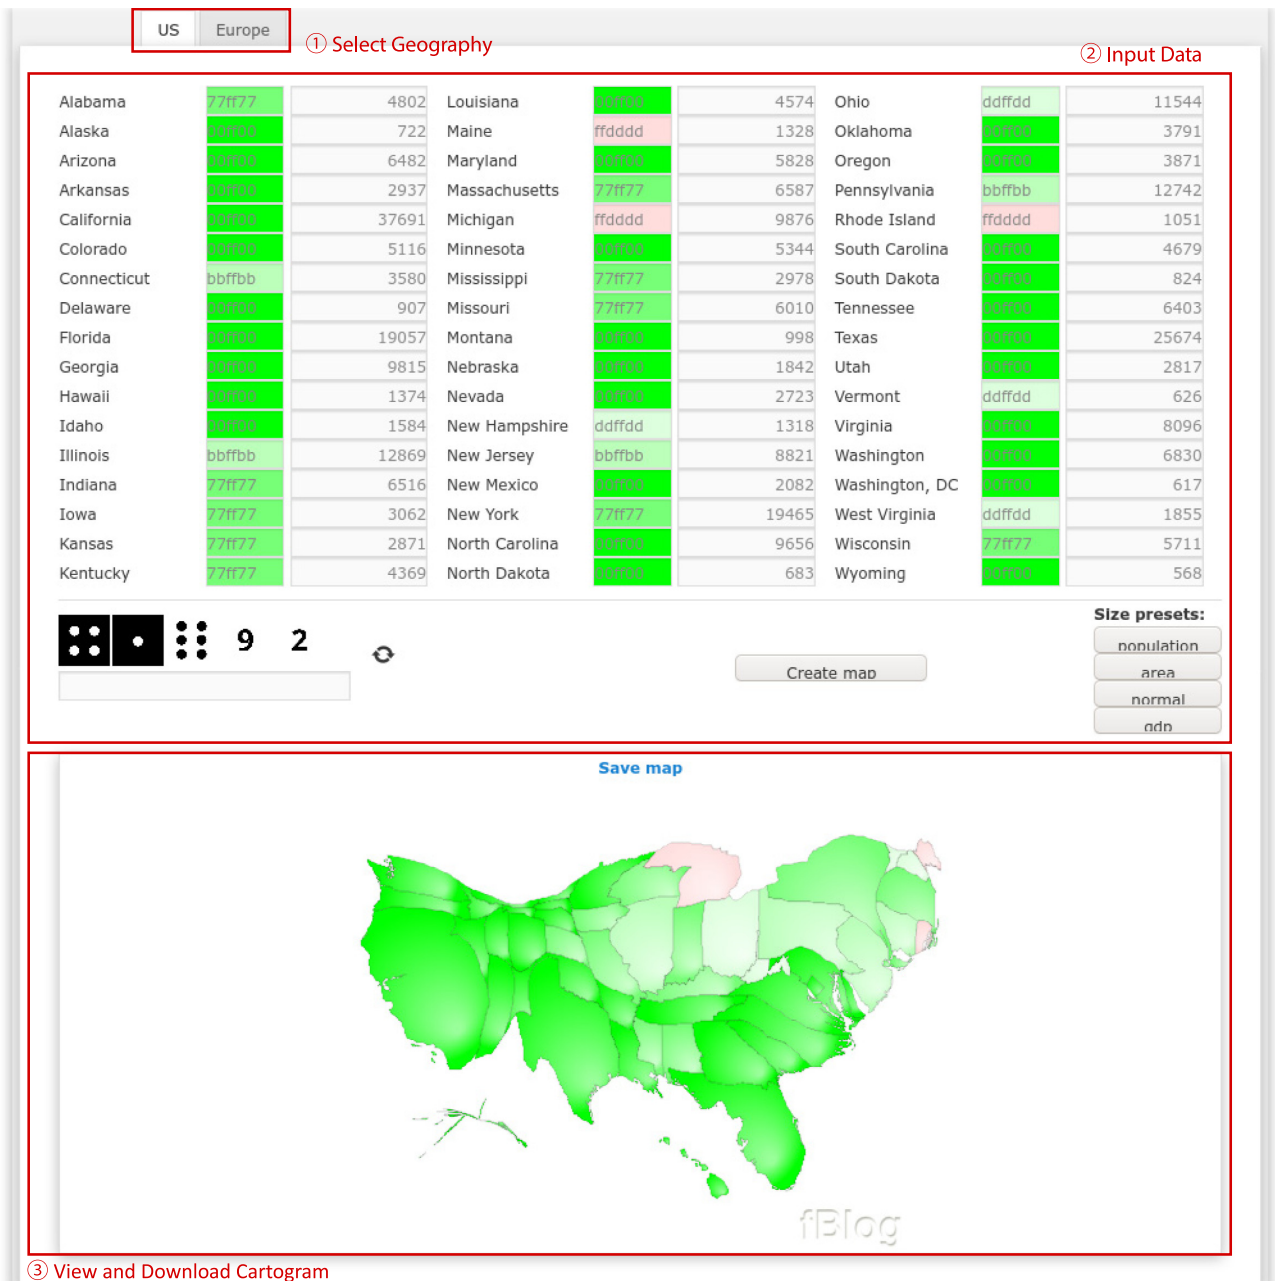 US Europe
① Select Geography
② Input Data
Alabama 77ff77 4802 Louisiana 00ff00 4574 Ohio ddffdd 11544
Alaska 00ff00 722 Maine ffdddd 1328 Oklahoma 00ff00 3791
Arizona 00ff00 6482 Maryland 00ff00 5828 Oregon 00ff00 3871
Arkansas 00ff00 2937 Massachusetts 77ff77 6587 Pennsylvania bbffbb 12742
California 00ff00 37691 Michigan ffdddd 9876 Rhode Island ffdddd 1051
Colorado 00ff00 5116 Minnesota 00ff00 5344 South Carolina 00ff00 4679
Connecticut bbffbb 3580 Mississippi 77ff77 2978 South Dakota 00ff00 824
Delaware 00ff00 907 Missouri 77ff77 6010 Tennessee 00ff00 6403
Florida 00ff00 19057 Montana 00ff00 998 Texas 00ff00 25674
Georgia 00ff00 9815 Nebraska 00ff00 1842 Utah 00ff00 2817
Hawaii 00ff00 1374 Nevada 00ff00 2723 Vermont ddffdd 626
Idaho 00ff00 1584 New Hampshire ddffdd 1318 Virginia 00ff00 8096
Illinois bbffbb 12869 New Jersey bbffbb 8821 Washington 00ff00 6830
Indiana 77ff77 6516 New Mexico 00ff00 2082 Washington, DC 00ff00 617
Iowa 77ff77 3062 New York 77ff77 19465 West Virginia ddffdd 1855
Kansas 77ff77 2871 North Carolina 00ff00 9656 Wisconsin 77ff77 5711
Kentucky 77ff77 4369 North Dakota 00ff00 683 Wyoming 00ff00 568
Size presets:
9 2
population
Create map
area
normal
gdp
Save map
fBlog
③ View and Download Cartogram